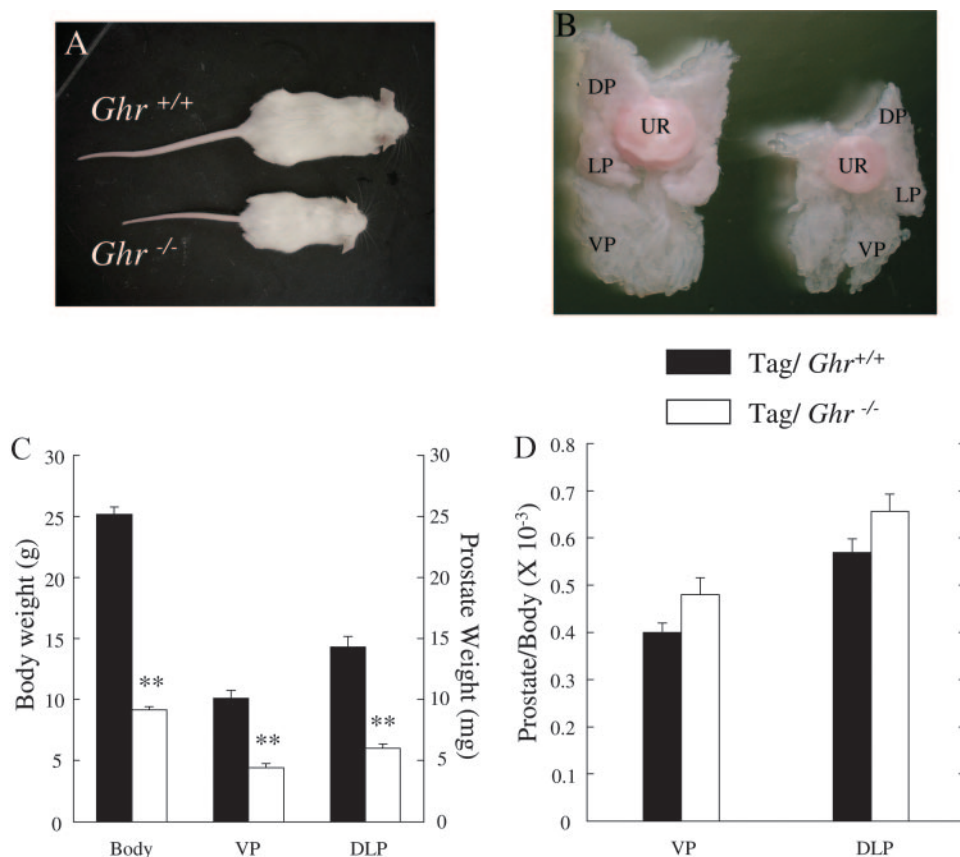 A
Ghr +/+
Ghr -/-
B
DP
UR
LP
VP
DP
UR
LP
VP
Tag/ Ghr+/+
Tag/ Ghr -/-
C
Body weight (g)
30
25
20
15
10
5
0
**
**
**
Body
VP
DLP
30
25
20
15
10
5
0
Prostate Weight (mg)
D
Prostate/Body (X 10-3)
0.8
0.7
0.6
0.5
0.4
0.3
0.2
0.1
0
VP
DLP